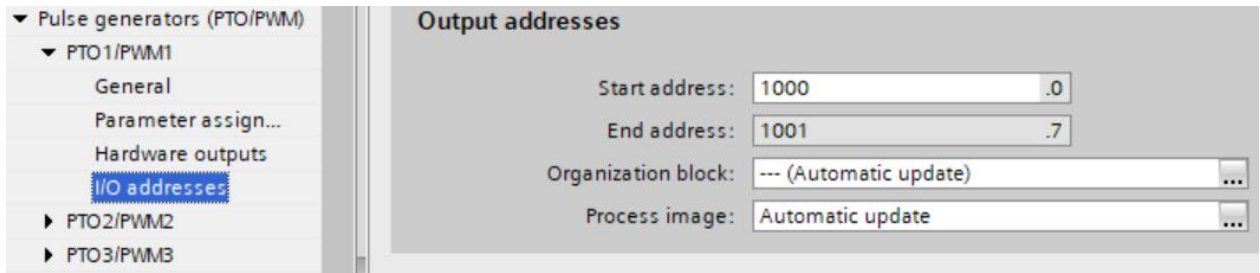 Pulse generators (PTO/PWM)
PTO1/PWM1
General
Parameter assign...
Hardware outputs
I/O addresses
PTO2/PWM2
PTO3/PWM3
Output addresses
Start address: 1000 .0
End address: 1001 .7
Organization block: --- (Automatic update) ...
Process image: Automatic update ...